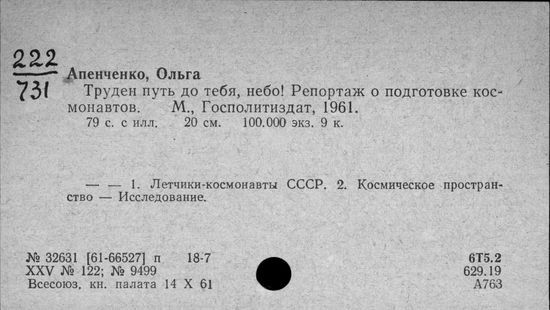 222
731
Апенченко, Ольга
Труден путь до тебя, небо! Репортаж о подготовке кос-
монавтов. М., Госполитиздат, 1961.
79 с. с илл. 20 см. 100.000 экз. 9 к.
— — 1. Летчики-космонавты СССР. 2. Космическое простран-
ство — Исследование.
№ 32631 [61-66527] п 18-7 6Т5.2
XXV № 122; № 9499 629.19
Всесоюз. кн. палата 14 X 61 А763